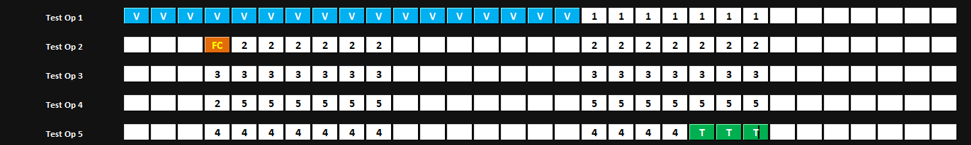 Test Op 1 V V V V V V V V V V V V V V V V V 1 1 1 1 1 1 1
Test Op 2 FC 2 2 2 2 2 2 2 2 2 2 2 2 2
Test Op 3 3 3 3 3 3 3 3 3 3 3 3 3 3 3
Test Op 4 2 5 5 5 5 5 5 5 5 5 5 5 5 5
Test Op 5 4 4 4 4 4 4 4 4 4 4 4 T T T